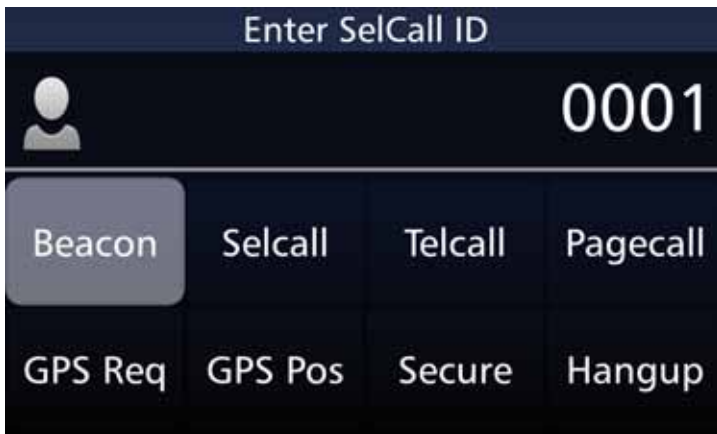 Enter SelCall ID
0001
Beacon Selcall Telcall Pagecall
GPS Req GPS Pos Secure Hangup